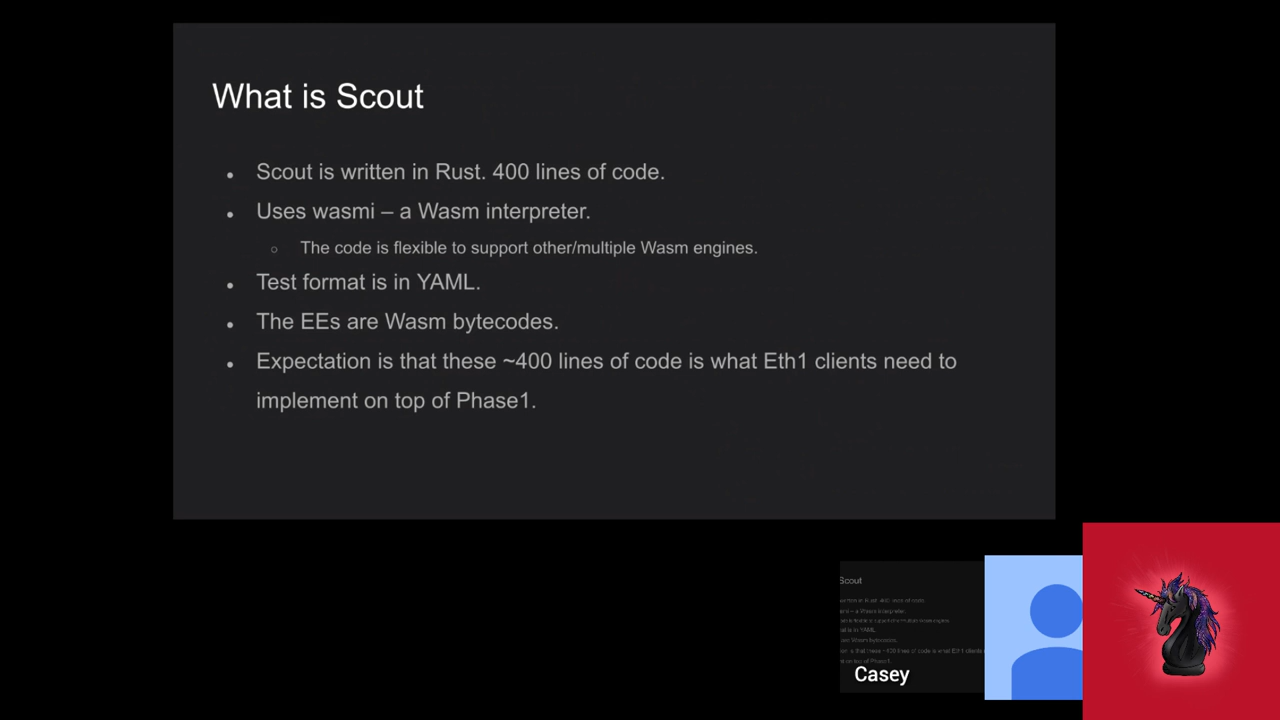 What is Scout
Scout is written in Rust. 400 lines of code.
Uses wasmi – a Wasm interpreter.
The code is flexible to support other/multiple Wasm engines.
Test format is in YAML.
The EEs are Wasm bytecodes.
Expectation is that these ~400 lines of code is what Eth1 clients need to
implement on top of Phase1.
Scout
Casey